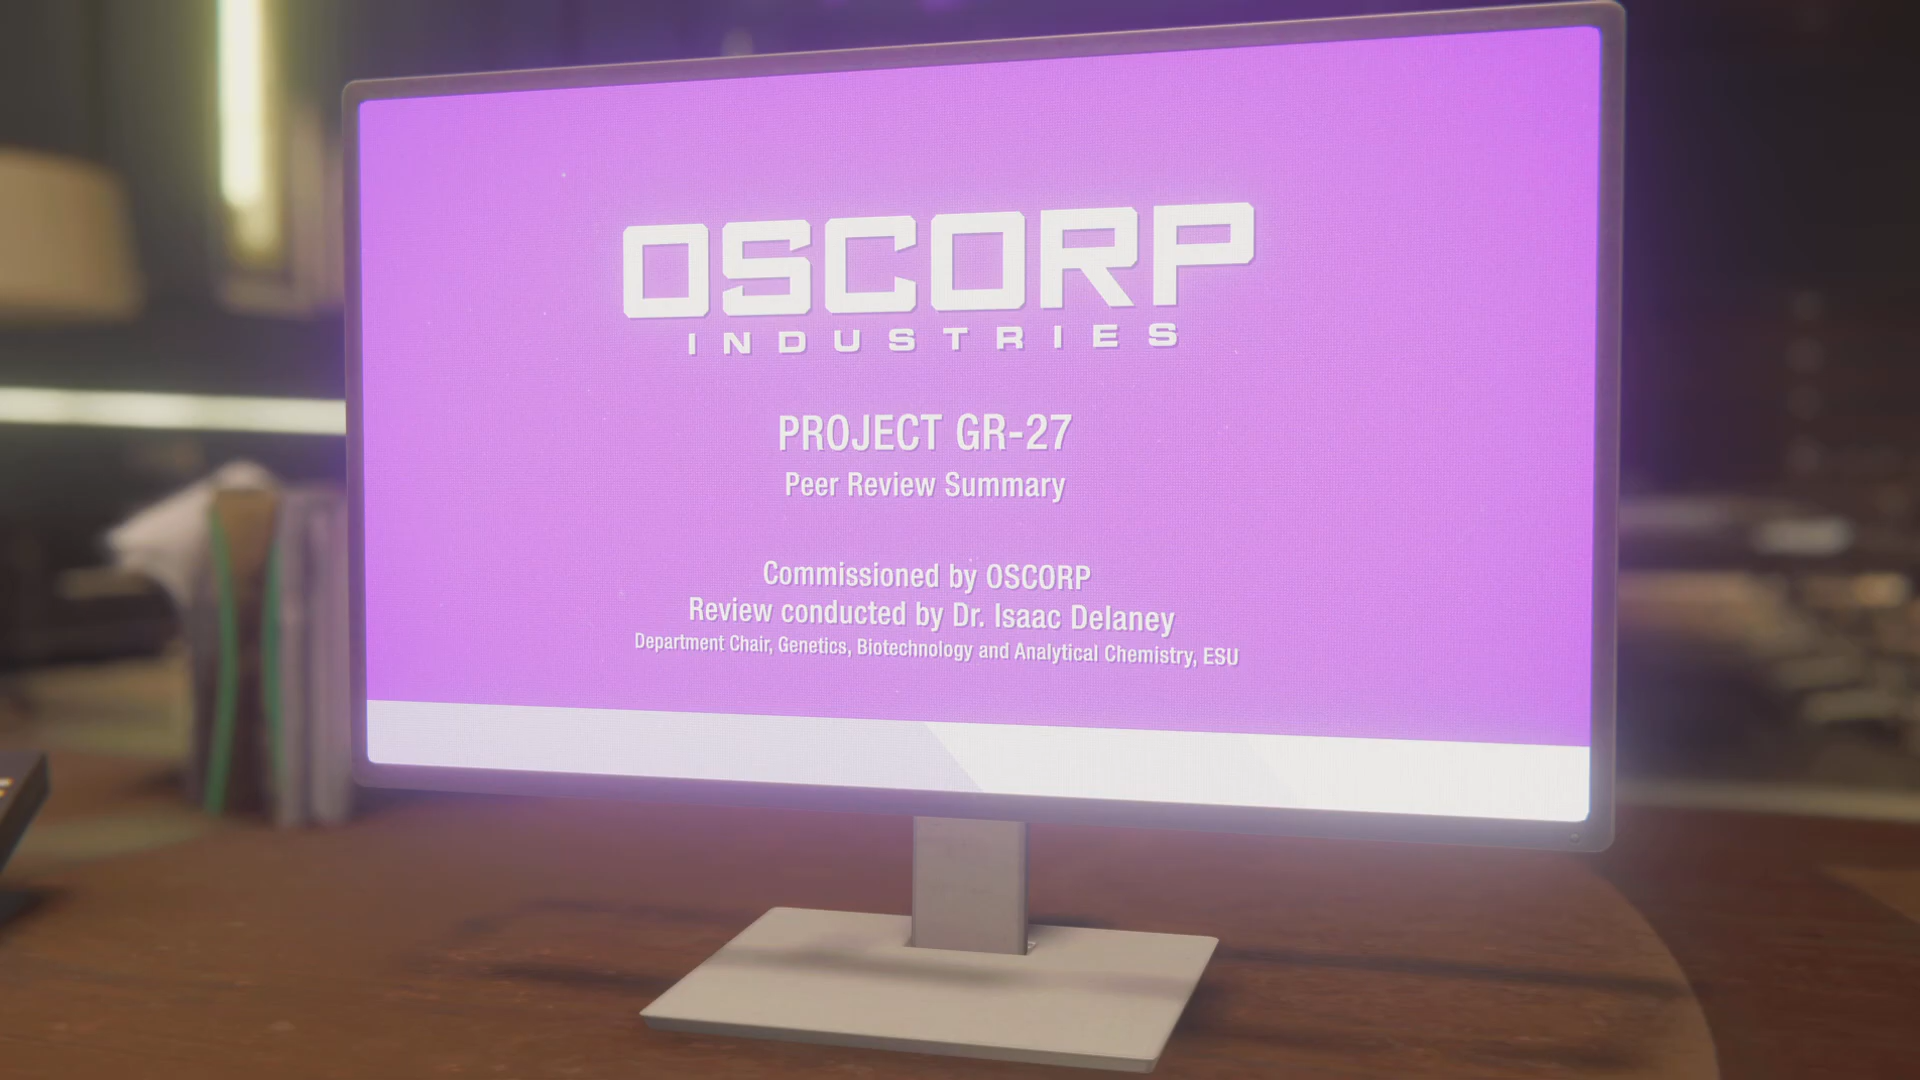 OSCORP
INDUSTRIES
PROJECT GR-27
Peer Review Summary
Commissioned by OSCORP
Review conducted by Dr. Isaac Delaney
Department Chair, Genetics, Biotechnology and Analytical Chemistry, ESU